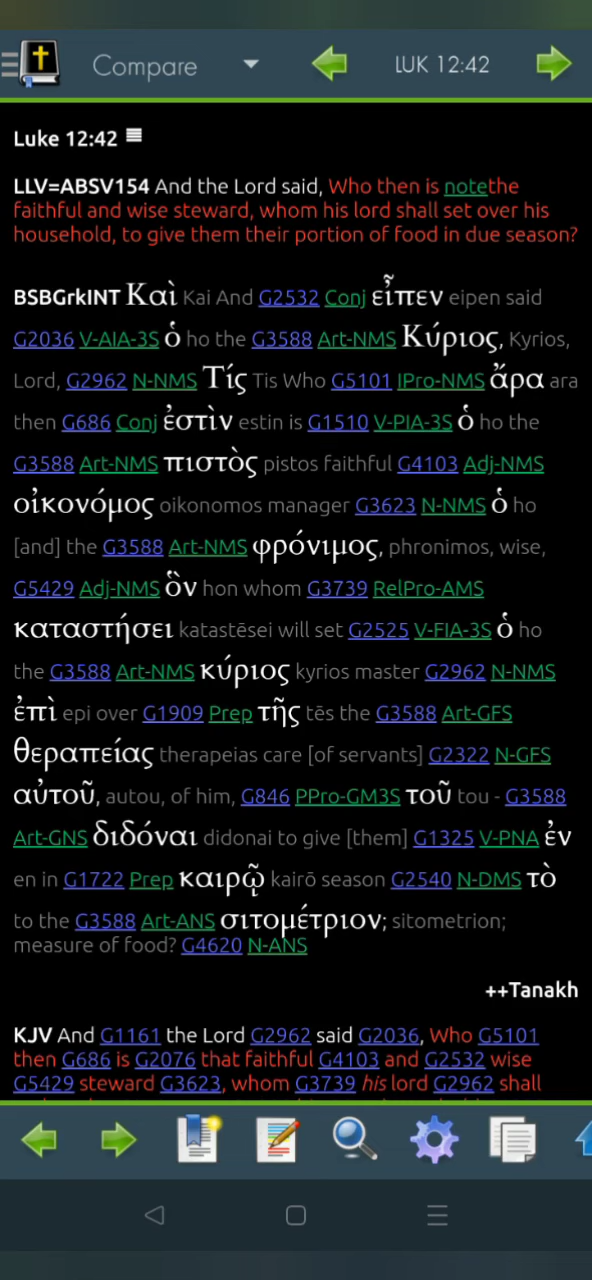 Compare LUK 12:42
Luke 12:42
LLV=ABSV154 And the Lord said, Who then is notethe
faithful and wise steward, whom his lord shall set over his
household, to give them their portion of food in due season?
BSBGrkINT Καὶ Kai And G2532 Conj εἶπεν eipen said
G2036 V-AIA-3S ὁ ho the G3588 Art-NMS Κύριος, Kyrios,
Lord, G2962 N-NMS Τίς Tis Who G5101 IPro-NMS ἄρα ara
then G686 Conj ἐστὶν estin is G1510 V-PIA-3S ὁ ho the
G3588 Art-NMS πιστὸς pistos faithful G4103 Adj-NMS
οἰκονόμος oikonomos manager G3623 N-NMS ὁ ho
[and] the G3588 Art-NMS φρόνιμος, phronimos, wise,
G5429 Adj-NMS ὃν hon whom G3739 RelPro-AMS
καταστήσει katastēsei will set G2525 V-FIA-3S ὁ ho
the G3588 Art-NMS κύριος kyrios master G2962 N-NMS
ἐπὶ epi over G1909 Prep τῆς tēs the G3588 Art-GFS
θεραπείας therapeias care [of servants] G2322 N-GFS
αὐτοῦ, autou, of him, G846 PPro-GM3S τοῦ tou - G3588
Art-GNS διδόναι didonai to give [them] G1325 V-PNA ἐν
en in G1722 Prep καιρῷ kairō season G2540 N-DMS τὸ
to the G3588 Art-ANS σιτομέτριον; sitometrion;
measure of food? G4620 N-ANS
++Tanakh
KJV And G1161 the Lord G2962 said G2036, Who G5101
then G686 is G2076 that faithful G4103 and G2532 wise
G5429 steward G3623, whom G3739 his lord G2962 shall